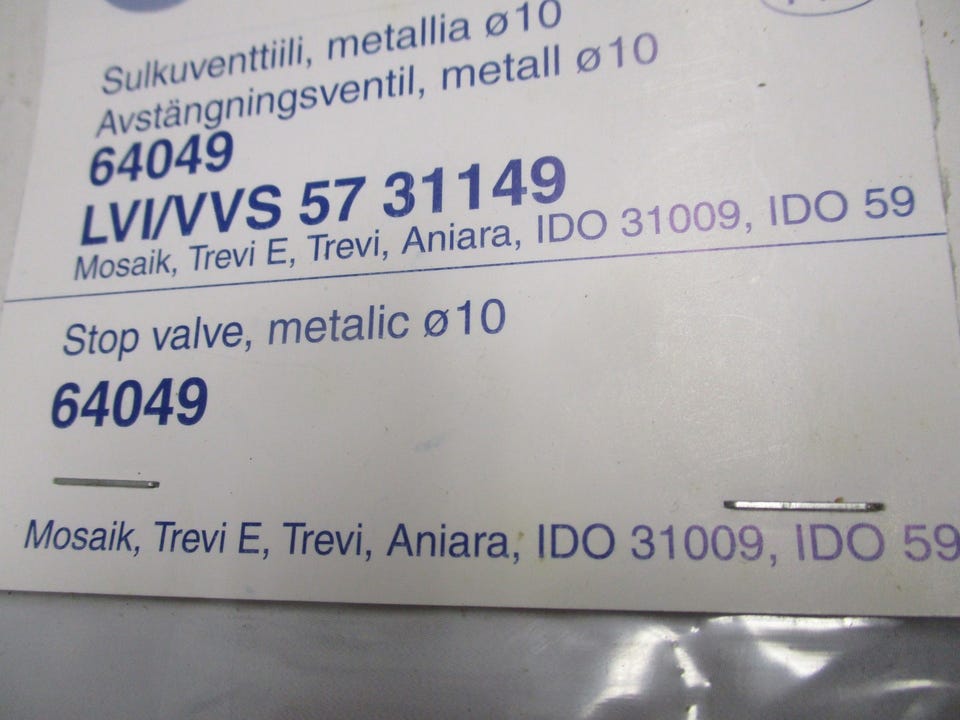 Sulkuventtiili, metallia ø10
Avstängningsventil, metall ø10
64049
LVI/VVS 57 31149
Mosaik, Trevi E, Trevi, Aniara, IDO 31009, IDO 59
Stop valve, metalic ø10
64049
Mosaik, Trevi E, Trevi, Aniara, IDO 31009, IDO 59